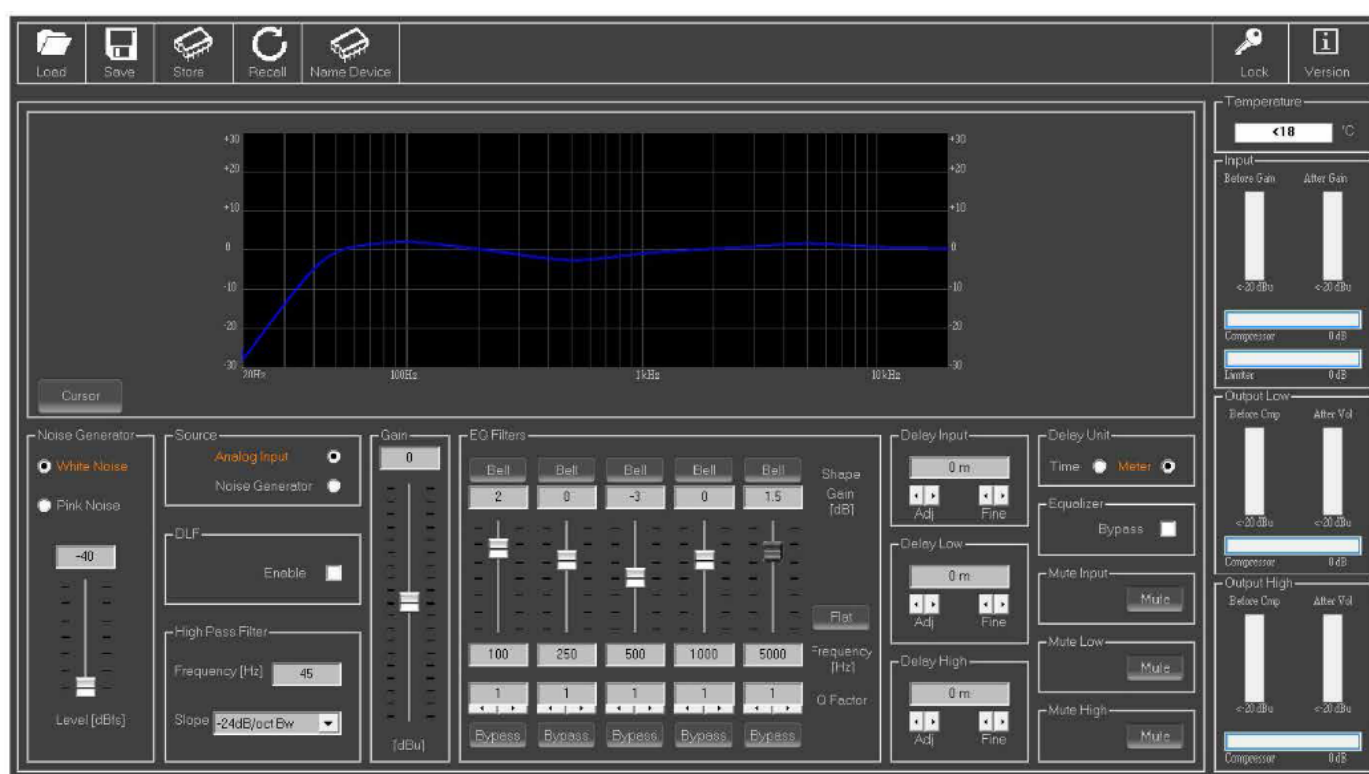 Load Save Store Recall Name Device Lock Version
Temperature
<18 °C
+30 +30
+20 +20
+10 +10
0 0
-10 -10
-20 -20
-30 -30
20Hz 100Hz 1kHz 10kHz
Cursor
Input
Before Gain After Gain
<-20 dBu <-20 dBu
Compressor 0 dB
Limiter 0 dB
Output Low
Before Cmp After Vol
<-20 dBu <-20 dBu
Compressor 0 dB
Output High
Before Cmp After Vol
<-20 dBu <-20 dBu
Compressor 0 dB
Noise Generator
White Noise
Pink Noise
-40
Level [dBfs]
Source
Analog Input
Noise Generator
DLF
Enable
High Pass Filter
Frequency [Hz] 45
Slope -24dB/oct Bw
Gain
0
[dBu]
EQ Filters
Bell Bell Bell Bell Bell Shape
2 0 -3 0 1.5 Gain
[dB]
Flat
100 250 500 1000 5000 Frequency
[Hz]
1 1 1 1 1 Q Factor
Bypass Bypass Bypass Bypass Bypass
Delay Input
0 m
Adj Fine
Delay Low
0 m
Adj Fine
Delay High
0 m
Adj Fine
Delay Unit
Time Meter
Equalizer
Bypass
Mute Input
Mute
Mute Low
Mute
Mute High
Mute